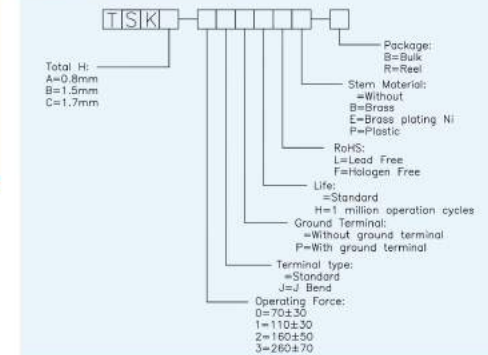 TSK
Package:
B=Bulk
R=Reel
Total H:
A=0.8mm
B=1.5mm
C=1.7mm
Stem Material:
=Without
B=Brass
E=Brass plating Ni
P=Plastic
RoHS:
L=Lead Free
F=Halogen Free
Life:
=Standard
H=1 million operation cycles
Ground Terminal:
=Without ground terminal
P=With ground terminal
Terminal type:
=Standard
J=J Bend
Operating Force:
0=70±30
1=110±30
2=160±50
3=260±70